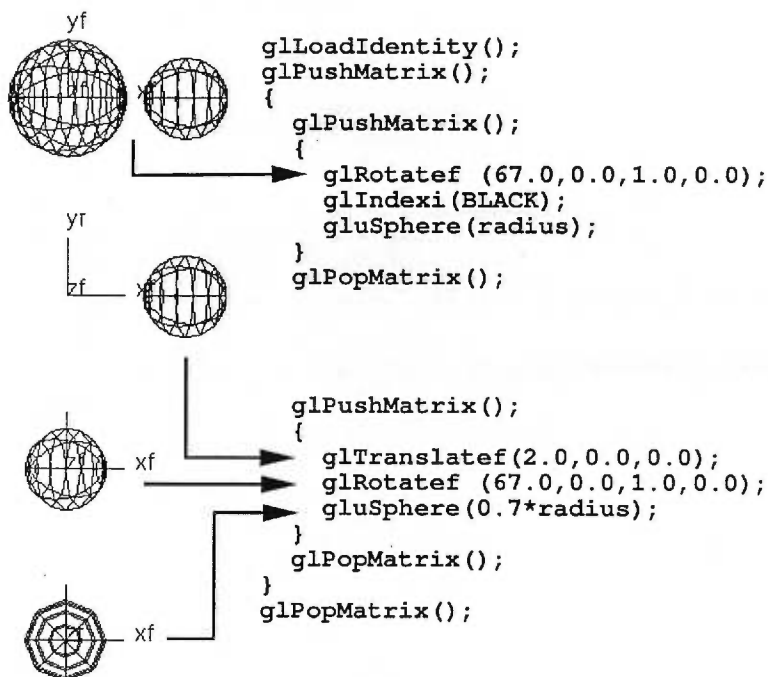 yf
zf
x
glLoadIdentity();
glPushMatrix();
{
glPushMatrix();
{
glRotatef (67.0,0.0,1.0,0.0);
glIndexi(BLACK);
gluSphere(radius);
}
glPopMatrix();
yf
zf
x
glPushMatrix();
{
glTranslatef(2.0,0.0,0.0);
glRotatef (67.0,0.0,1.0,0.0);
gluSphere(0.7*radius);
}
glPopMatrix();
}
glPopMatrix();
xf
xf